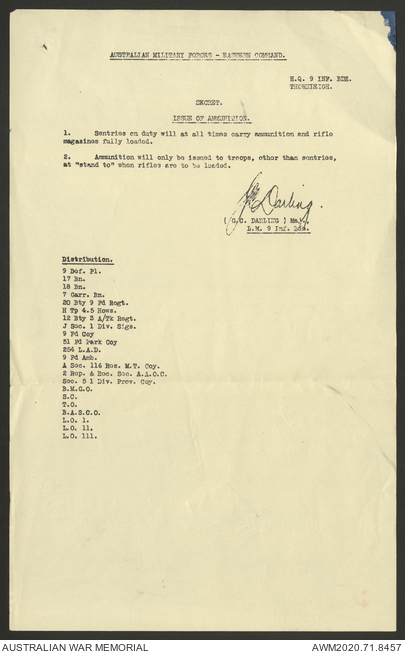 AUSTRALIAN MILITARY FORCES - EASTERN COMMAND.
H.Q. 9 INF. BDE.
THORNLEIGH.
SECRET.
ISSUE OF AMMUNITION.
1. Sentries on duty will at all times carry ammunition and rifle
magazines fully loaded.
2. Ammunition will only be issued to troops, other than sentries,
at "stand to" when rifles are to be loaded.
Darling.
( G.C. DARLING ) Maj.
B.M. 9 Inf. Bde.
Distribution.
9 Def. Pl.
17 Bn.
18 Bn.
7 Garr. Bn.
20 Bty 9 Fd Regt.
H Tp 4.5 Hows.
12 Bty 3 A/Tk Regt.
J Sec. 1 Div. Sigs.
9 Fd Coy
51 Fd Park Coy
264 L.A.D.
9 Fd Amb.
A Sec. 116 Res. M.T. Coy.
2 Rep. & Rec. Sec. A.A.O.C.
Sec. 5 1 Div. Prov. Coy.
B.M.G.O.
S.C.
T.O.
B.A.S.C.O.
L.O. 1.
L.O. 11.
L.O. 111.
AUSTRALIAN WAR MEMORIAL
AWM2020.71.8457